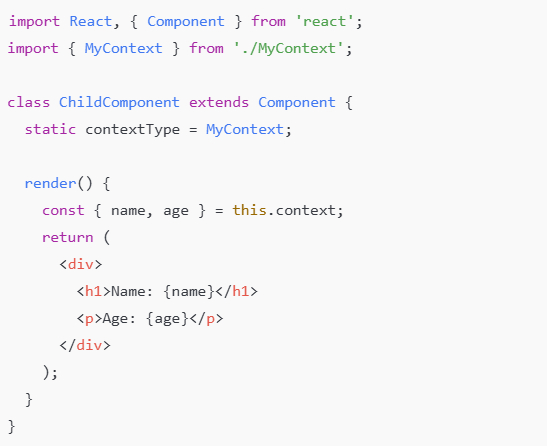 import React, { Component } from 'react';
import { MyContext } from './MyContext';

class ChildComponent extends Component {
  static contextType = MyContext;

  render() {
    const { name, age } = this.context;
    return (
      <div>
        <h1>Name: {name}</h1>
        <p>Age: {age}</p>
      </div>
    );
  }
}